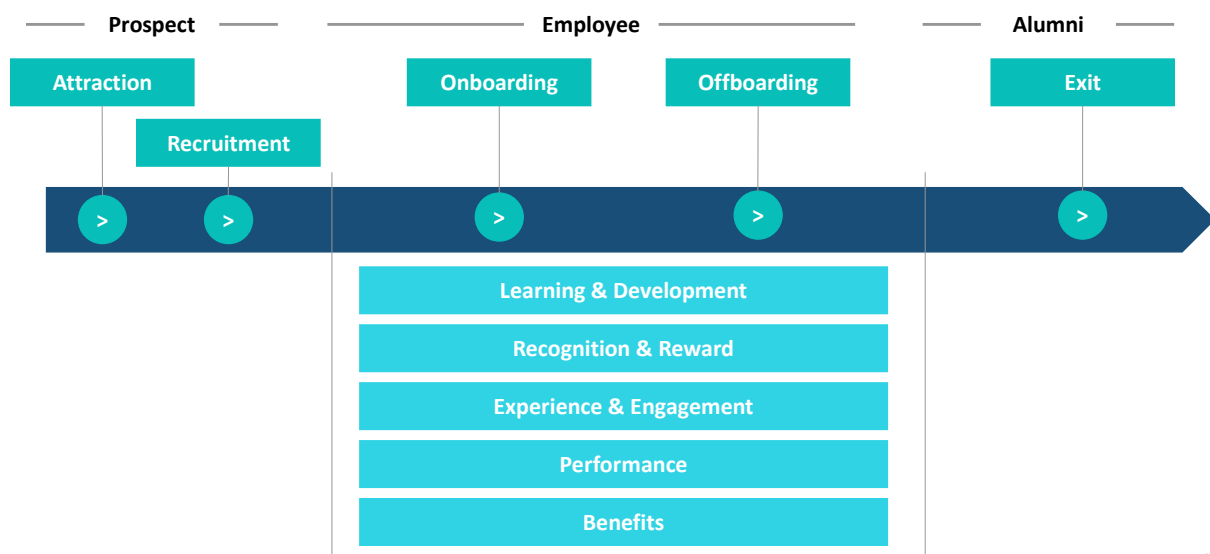 Prospect
Employee
Alumni
Attraction
Onboarding
Offboarding
Exit
Recruitment
>
>
>
>
>
Learning & Development
Recognition & Reward
Experience & Engagement
Performance
Benefits